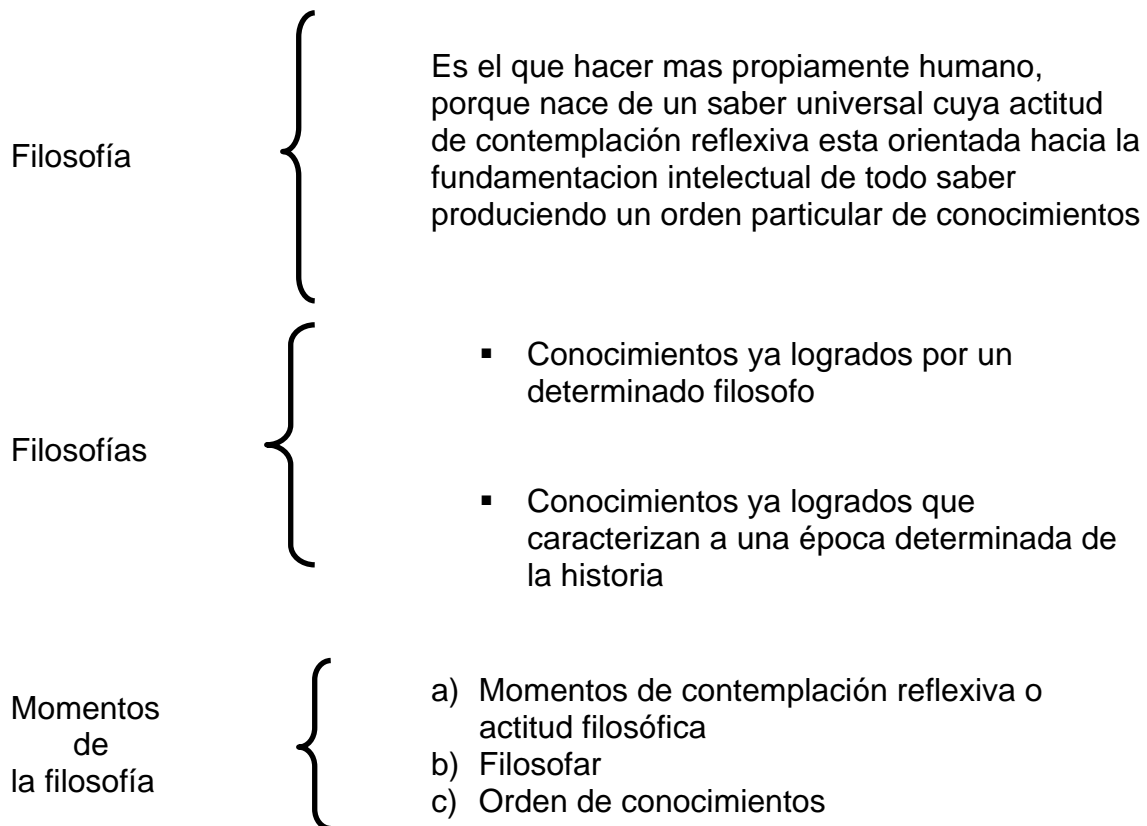 Filosofía
Es el que hacer mas propiamente humano,
porque nace de un saber universal cuya actitud
de contemplación reflexiva esta orientada hacia la
fundamentacion intelectual de todo saber
produciendo un orden particular de conocimientos
Filosofías
▪ Conocimientos ya logrados por un
determinado filosofo
▪ Conocimientos ya logrados que
caracterizan a una época determinada de
la historia
Momentos
de
la filosofía
a) Momentos de contemplación reflexiva o
actitud filosófica
b) Filosofar
c) Orden de conocimientos